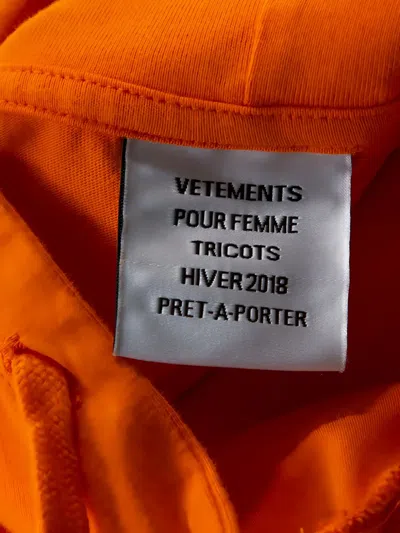 VETEMENTS
POUR FEMME
TRICOTS
HIVER 2018
PRET-A-PORTER